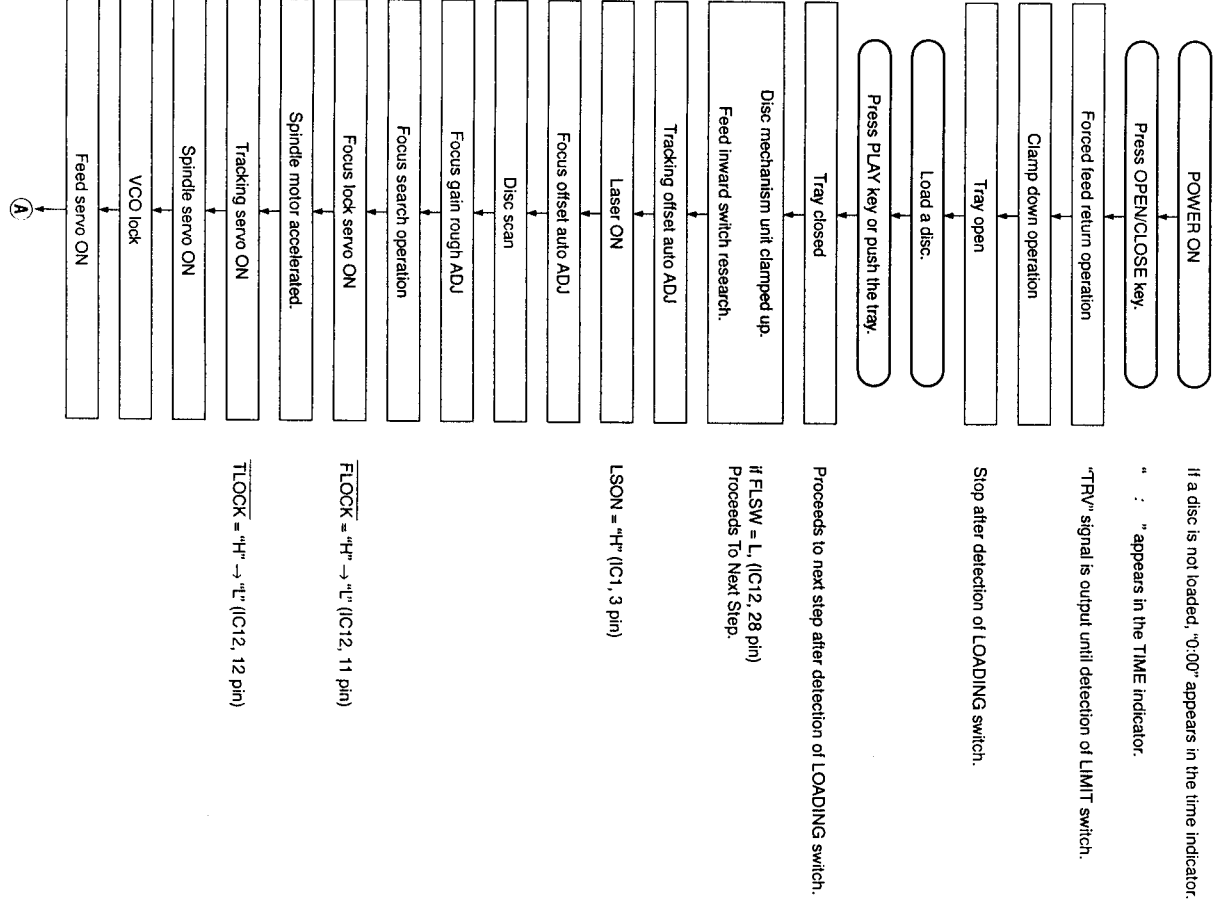 POWER ON
If a disc is not loaded, "0:00" appears in the time indicator.
Press OPEN/CLOSE key.
" : " appears in the TIME indicator.
Forced feed return operation
"TRV" signal is output until detection of LIMIT switch.
Clamp down operation
Tray open
Stop after detection of LOADING switch.
Load a disc.
Press PLAY key or push the tray.
Tray closed
Proceeds to next step after detection of LOADING switch.
Disc mechanism unit clamped up.
Feed inward switch research.
if FLSW = L, (IC12, 28 pin)
Proceeds To Next Step.
Tracking offset auto ADJ
Laser ON
LSON = "H" (IC1, 3 pin)
Focus offset auto ADJ
Disc scan
Focus gain rough ADJ
Focus search operation
Focus lock servo ON
FLOCK = "H" → "L" (IC12, 11 pin)
Spindle motor accelerated.
Tracking servo ON
TLOCK = "H" → "L" (IC12, 12 pin)
Spindle servo ON
VCO lock
Feed servo ON
A